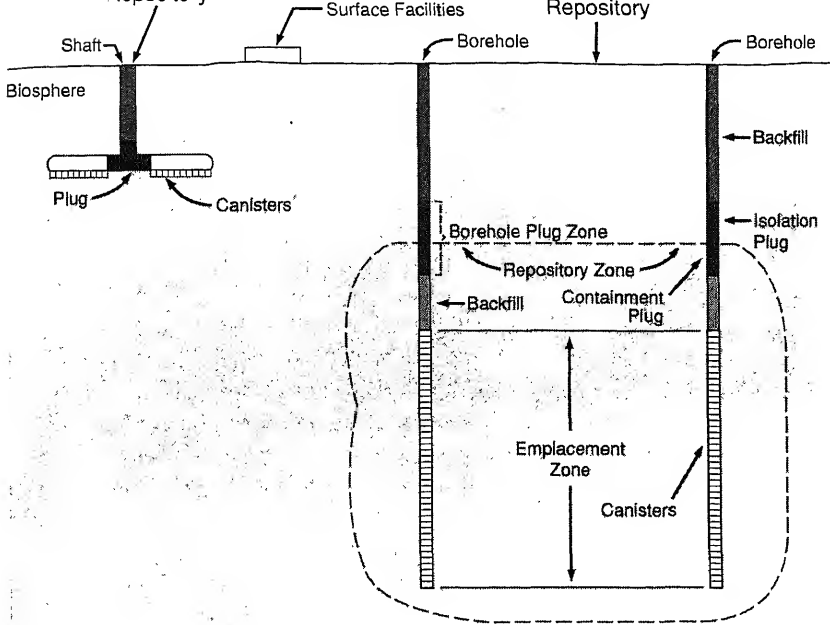 Surface Facilities
Repository
Shaft
Borehole
Borehole
Biosphere
Backfill
Plug
Canisters
Isolation
Plug
Borehole Plug Zone
Repository Zone
Containment
Plug
Backfill
Emplacement
Zone
Canisters